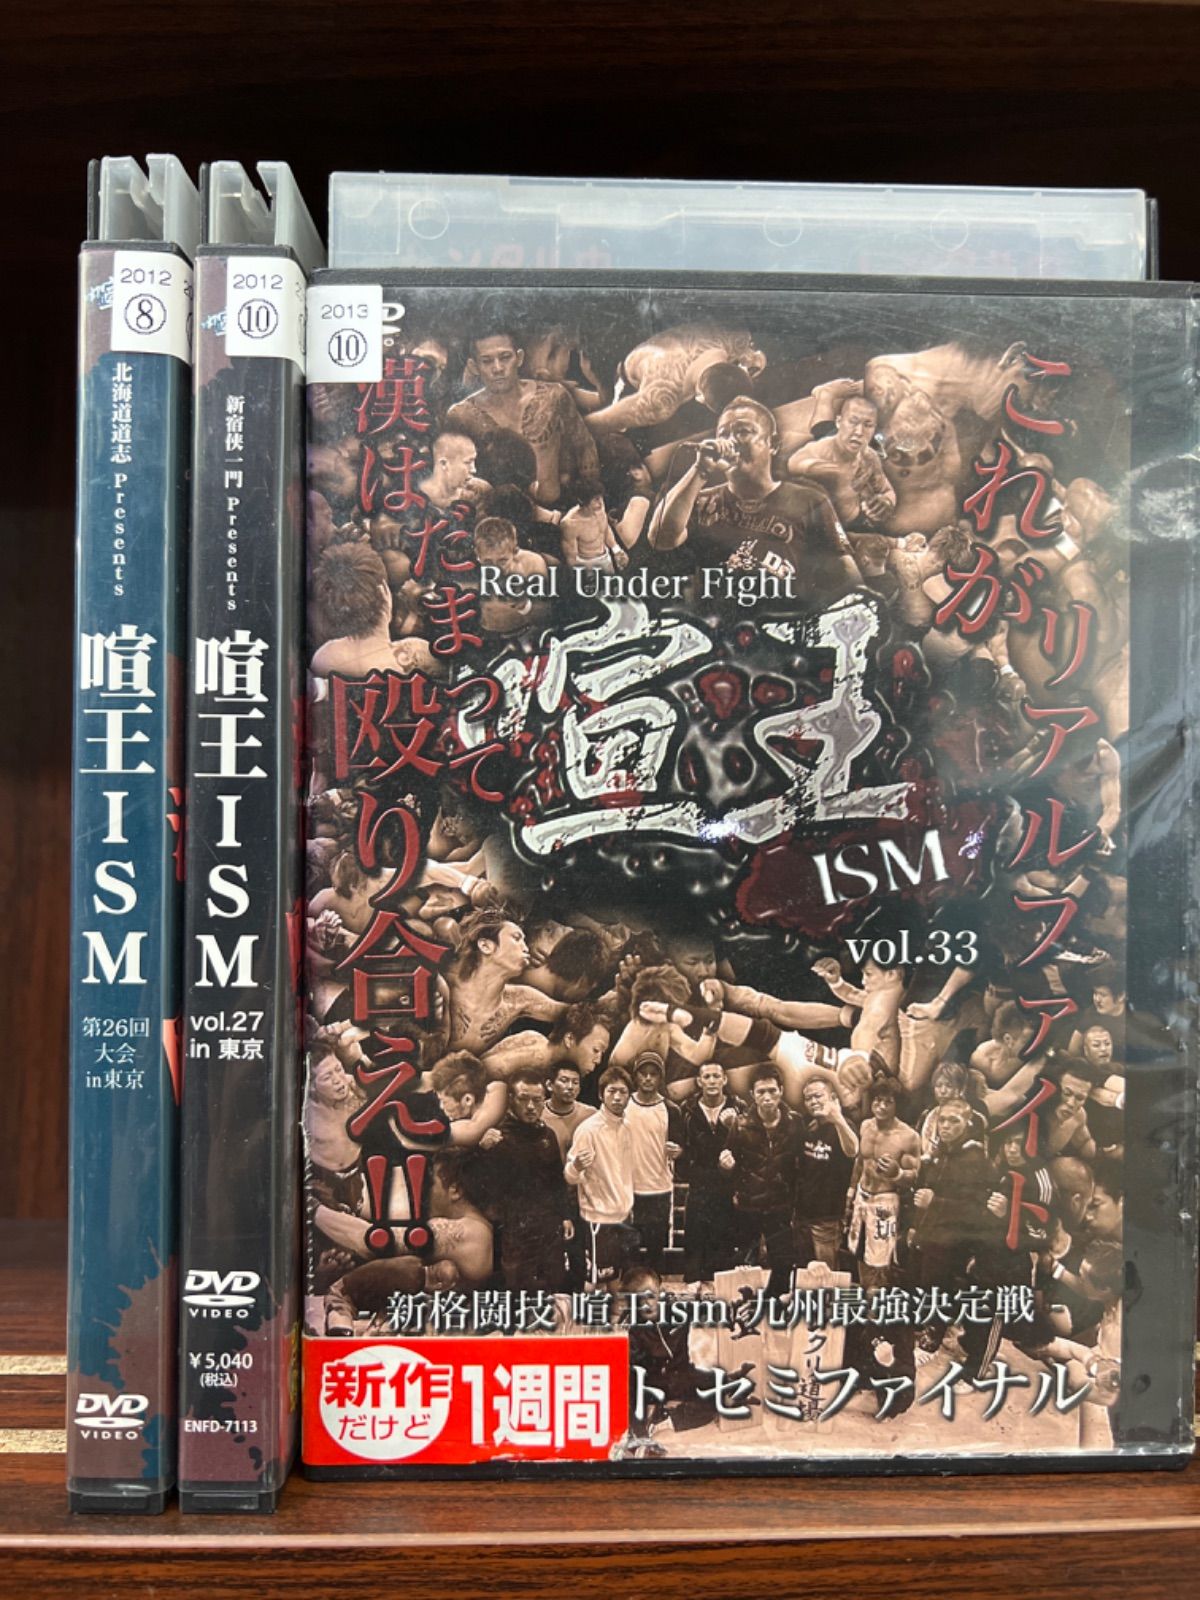 2012
⑧
北海道道志 Presents
喧王ISM
第26回
大会
in東京
DVD
VIDEO
2012
⑩
新宿侠一門 Presents
喧王ISM
vol.27
in 東京
DVD
VIDEO
¥5,040
(税込)
ENFD-7113
2013
⑩
これが
リアルファイト
漢はだまって
殴り合え!!
Real Under Fight
喧王
ISM
vol.33
- 新格闘技 喧王ism 九州最強決定戦 -
ト セミファイナル
新作
だけど
1週間